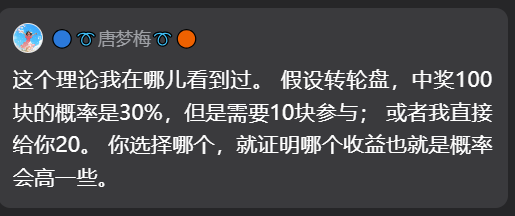 🔵➰唐梦梅➰🟠
这个理论我在哪儿看到过。 假设转轮盘，中奖100
块的概率是30%，但是需要10块参与； 或者我直接
给你20。 你选择哪个，就证明哪个收益也就是概率
会高一些。